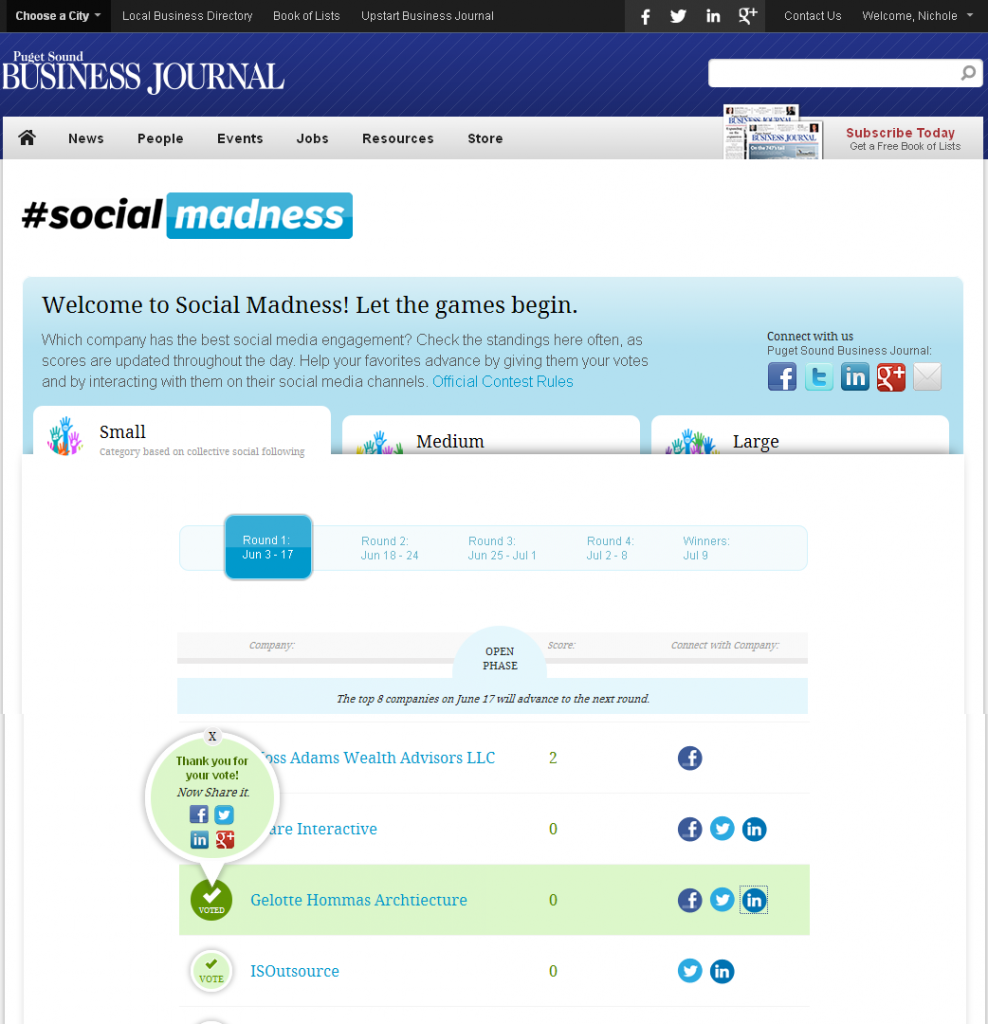 Choose a City Local Business Directory Book of Lists Upstart Business Journal Contact Us Welcome, Nichole
Puget Sound
BUSINESS JOURNAL
News People Events Jobs Resources Store
BUSINESS JOURNAL
Subscribe Today
Get a Free Book of Lists
#social madness
Welcome to Social Madness! Let the games begin.
Which company has the best social media engagement? Check the standings here often, as
scores are updated throughout the day. Help your favorites advance by giving them your votes
and by interacting with them on their social media channels. Official Contest Rules
Connect with us
Puget Sound Business Journal:
Small
Category based on collective social following
Medium
Large
Round 1:
Jun 3 - 17
Round 2:
Jun 18 - 24
Round 3:
Jun 25 - Jul 1
Round 4:
Jul 2 - 8
Winners:
Jul 9
Company:
OPEN
PHASE
Score:
Connect with Company:
The top 8 companies on June 17 will advance to the next round.
X
Thank you for
your vote!
Now Share it.
oss Adams Wealth Advisors LLC 2
are Interactive 0
VOTED
Gelotte Hommas Archtiecture 0
VOTE
ISOutsource 0